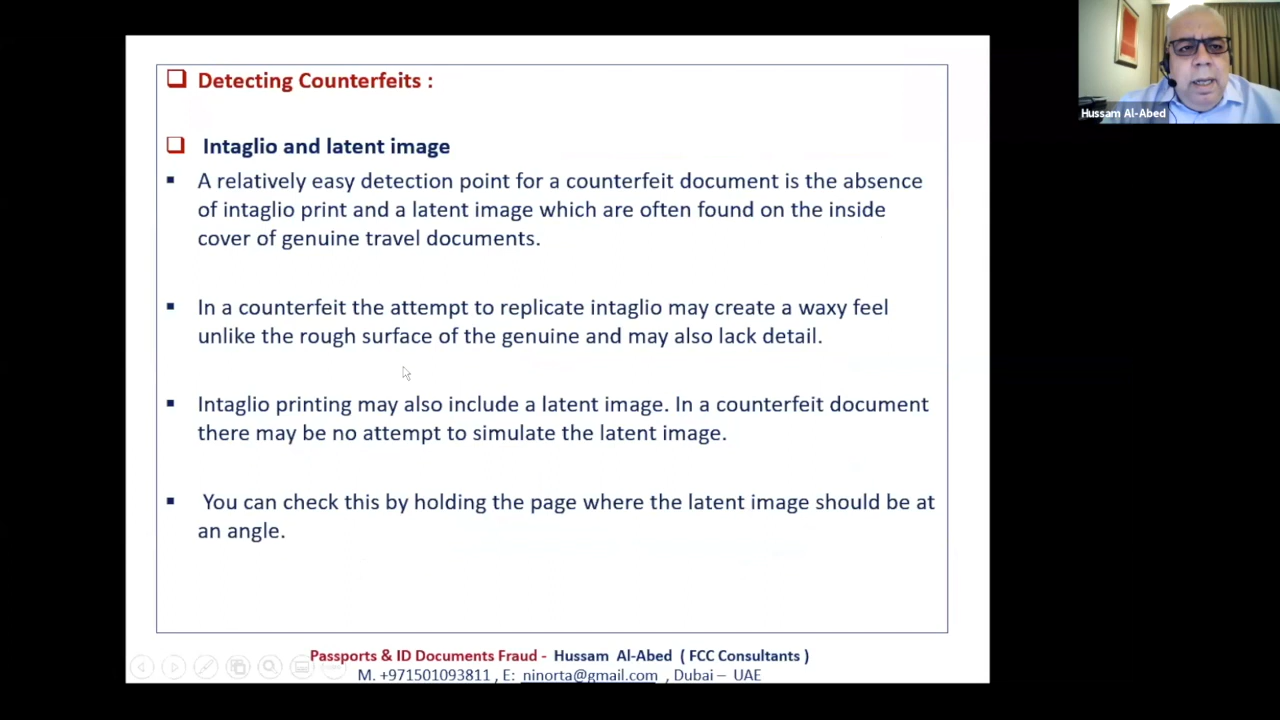 Detecting Counterfeits :
Intaglio and latent image
A relatively easy detection point for a counterfeit document is the absence
of intaglio print and a latent image which are often found on the inside
cover of genuine travel documents.
In a counterfeit the attempt to replicate intaglio may create a waxy feel
unlike the rough surface of the genuine and may also lack detail.
Intaglio printing may also include a latent image. In a counterfeit document
there may be no attempt to simulate the latent image.
You can check this by holding the page where the latent image should be at
an angle.
Passports & ID Documents Fraud - Hussam Al-Abed ( FCC Consultants )
M. +971501093811 , E: ninorta@gmail.com , Dubai – UAE
Hussam Al-Abed